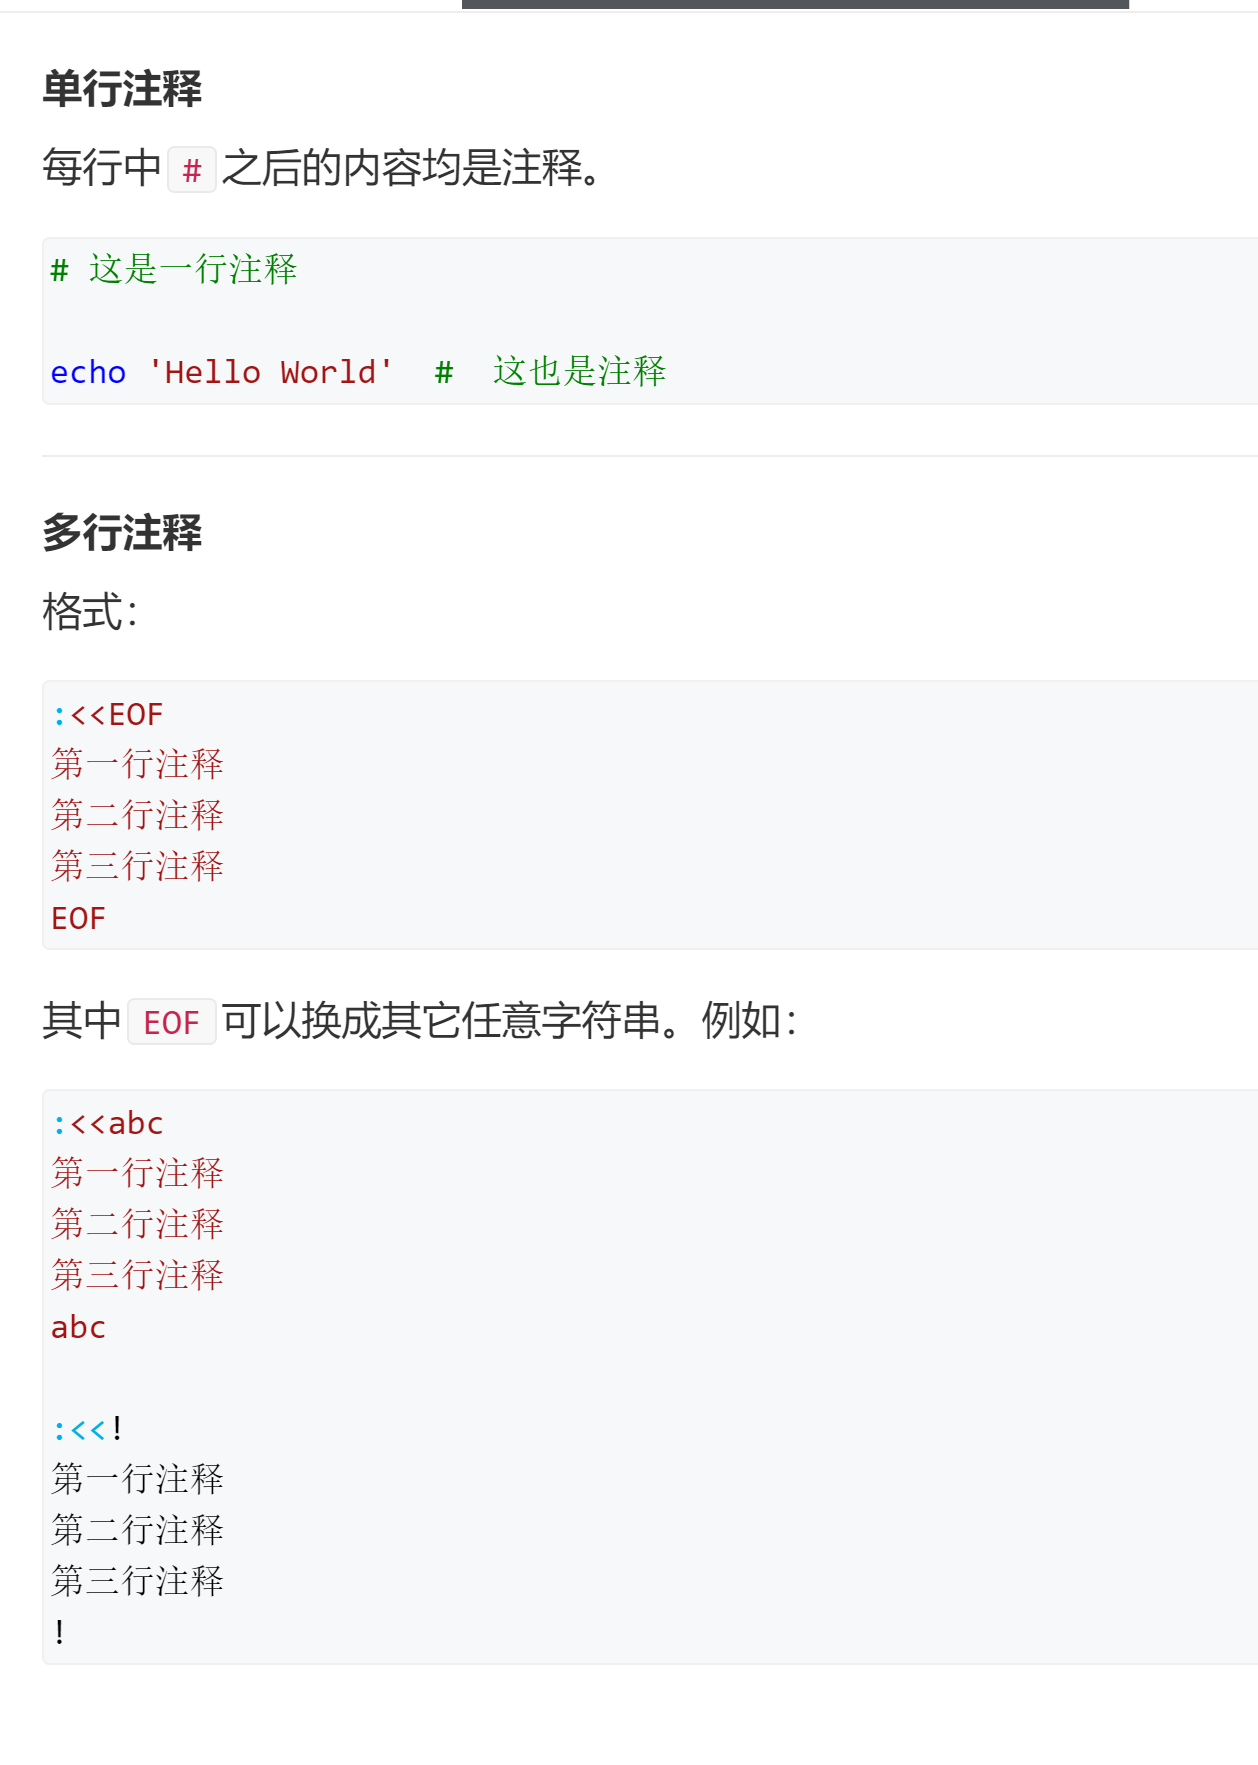 单行注释
每行中 # 之后的内容均是注释。
# 这是一行注释
echo 'Hello World'  #  这也是注释
多行注释
格式：
:<<EOF
第一行注释
第二行注释
第三行注释
EOF
其中 EOF 可以换成其它任意字符串。例如：
:<<abc
第一行注释
第二行注释
第三行注释
abc
:<<!
第一行注释
第二行注释
第三行注释
!